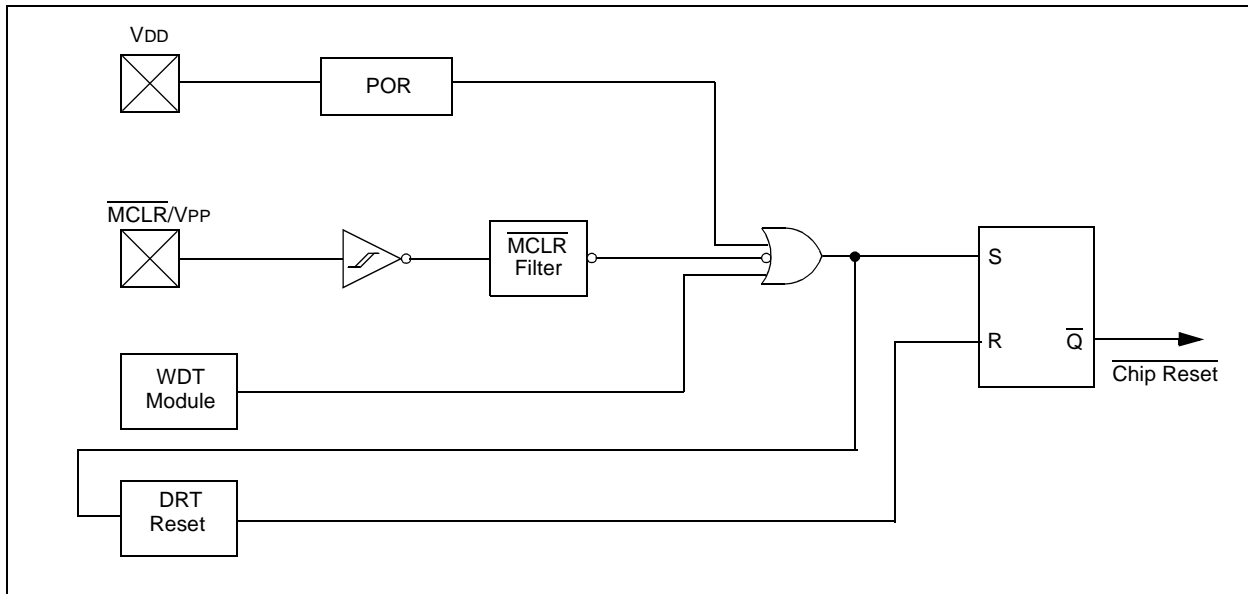 VDD
POR
MCLR/VPP
MCLR
Filter
S
R
Q
Chip Reset
WDT
Module
DRT
Reset